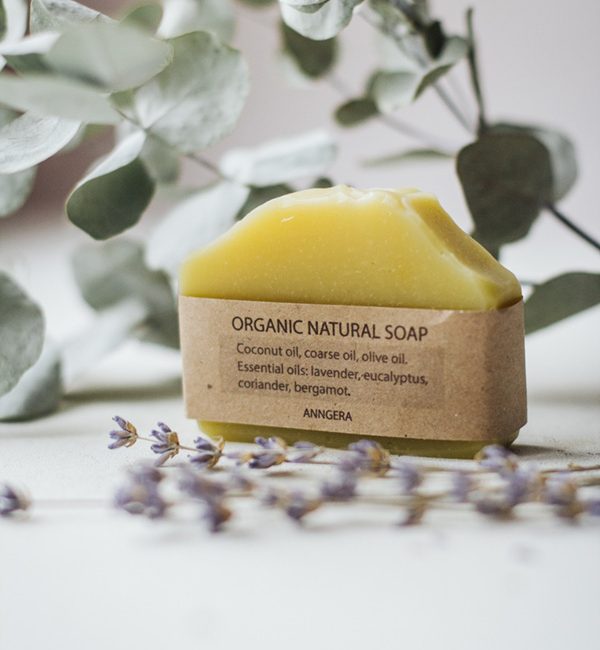 ORGANIC NATURAL SOAP
Coconut oil, coarse oil, olive oil.
Essential oils: lavender, eucalyptus,
coriander, bergamot.
ANNGERA